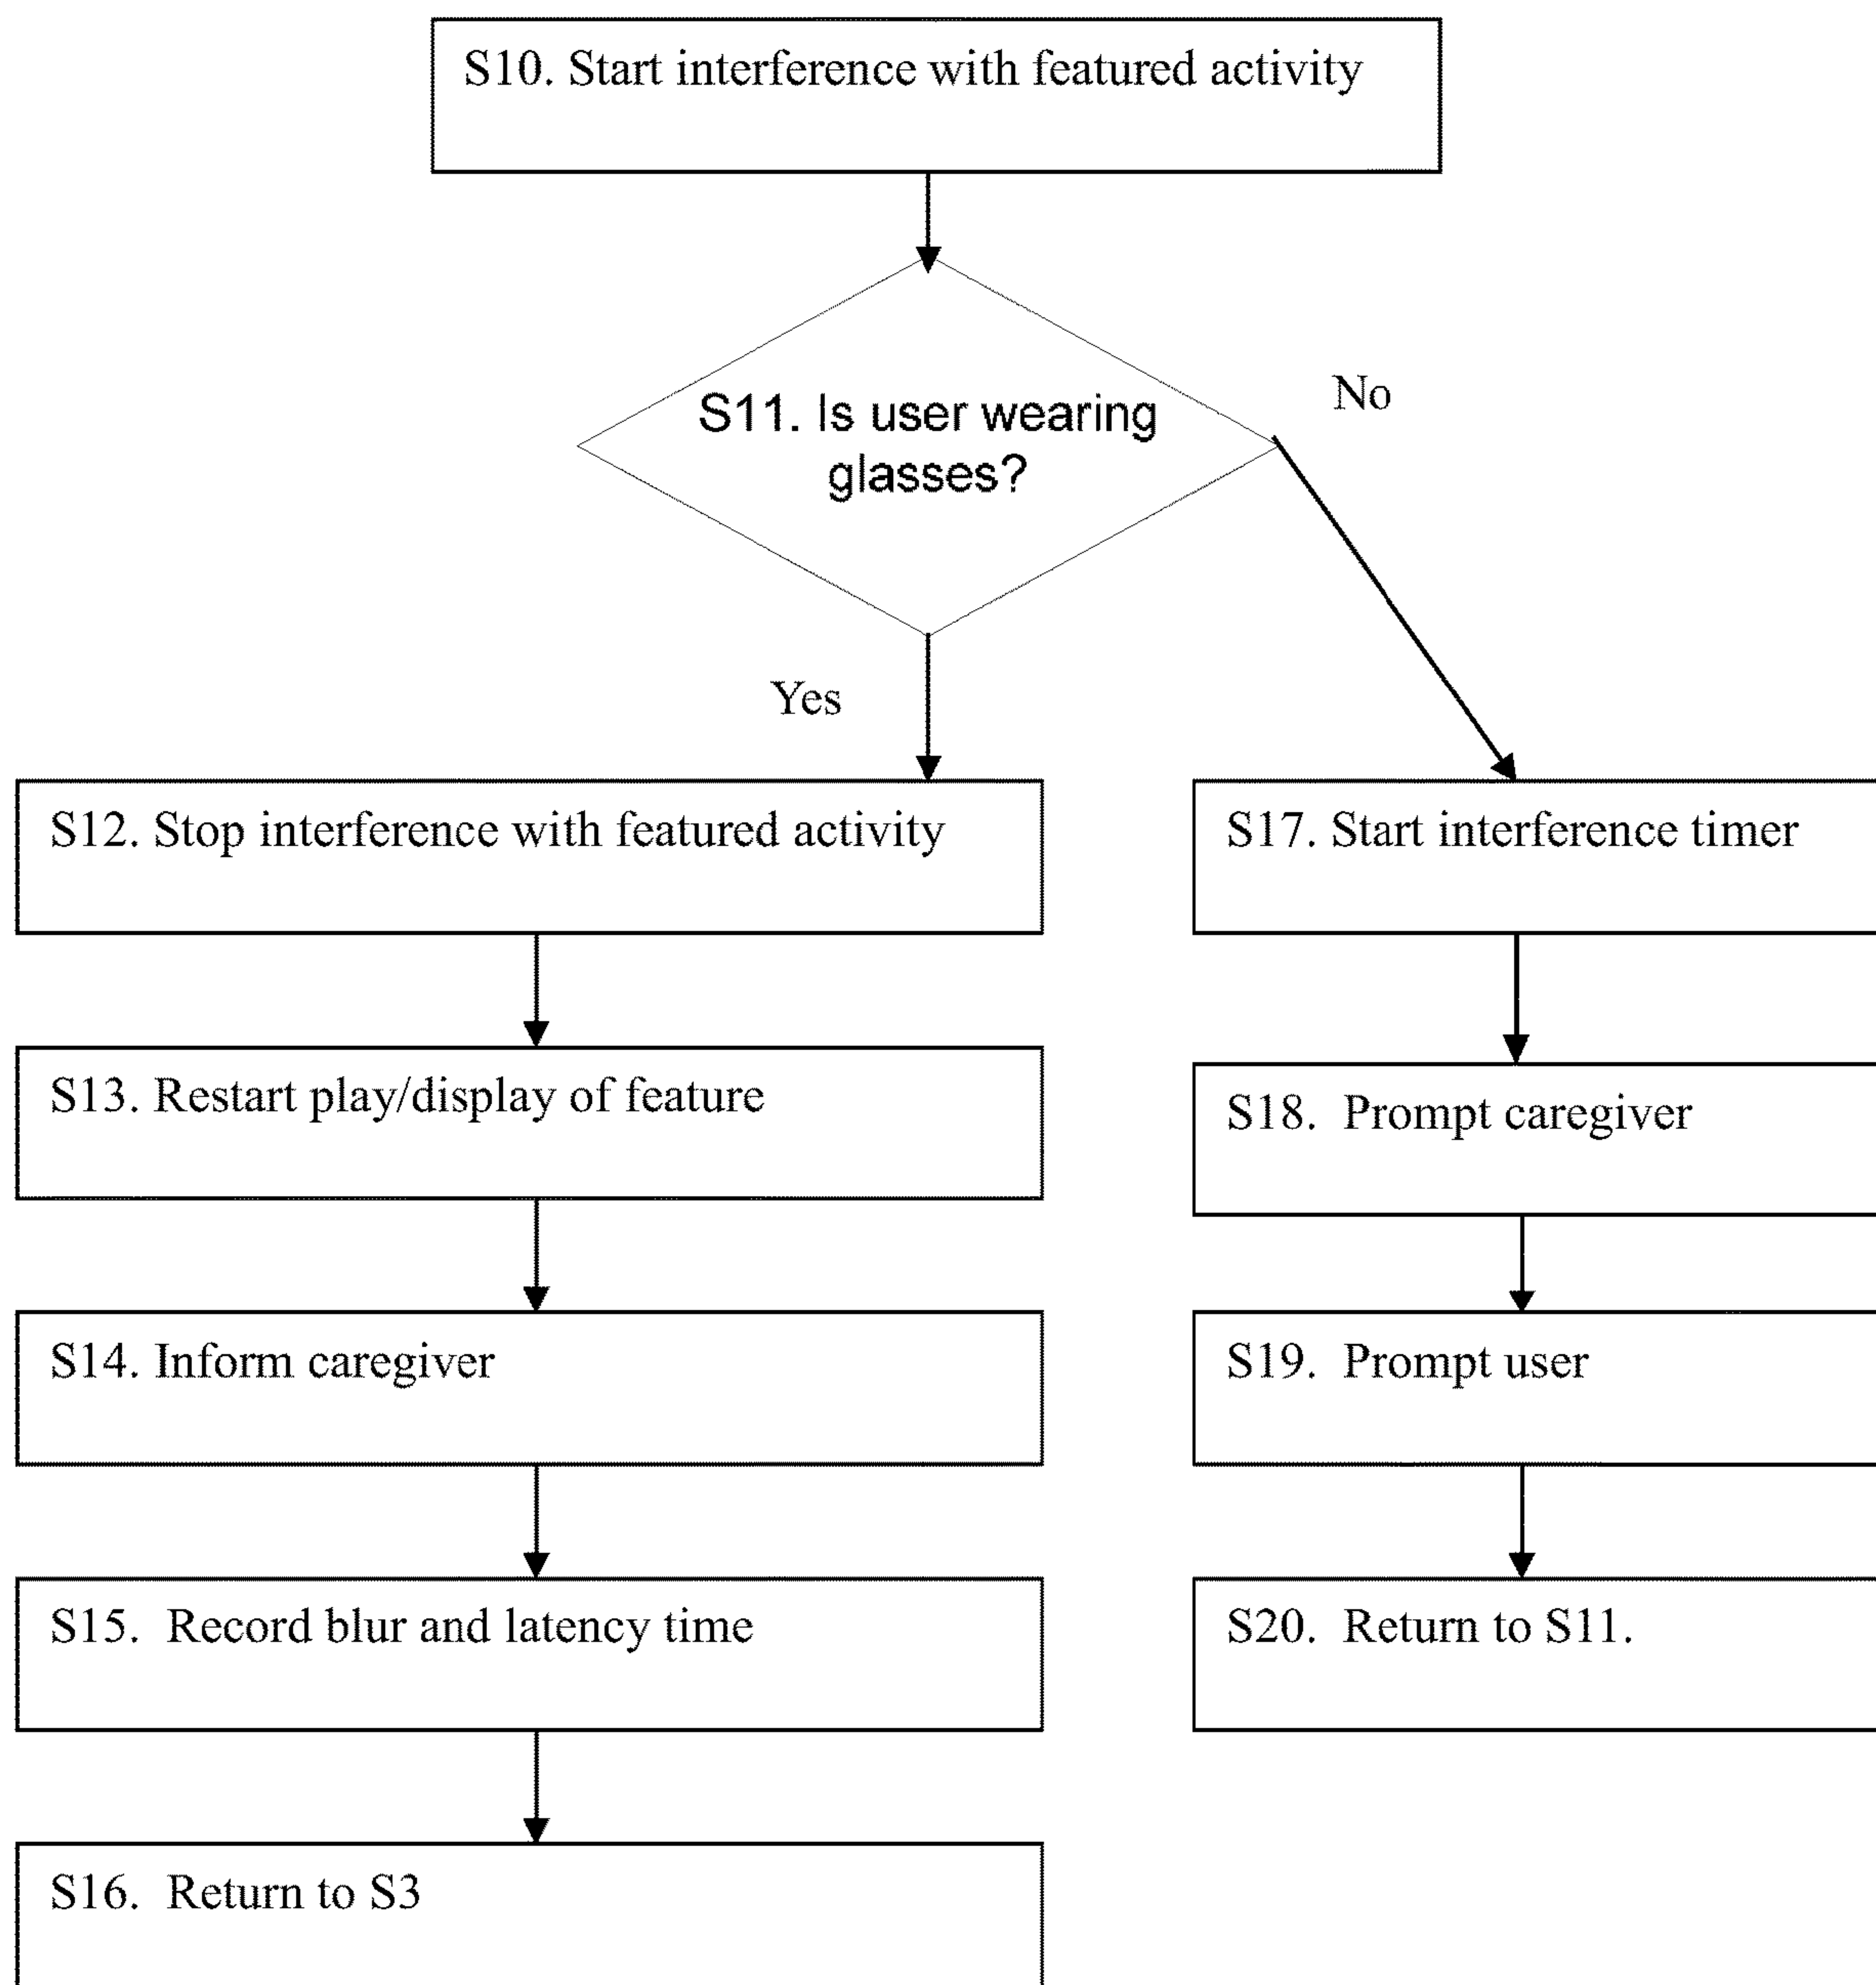 S10. Start interference with featured activity
S11. Is user wearing
glasses?
No
Yes
S12. Stop interference with featured activity
S17. Start interference timer
S13. Restart play/display of feature
S18. Prompt caregiver
S14. Inform caregiver
S19. Prompt user
S15. Record blur and latency time
S20. Return to S11.
S16. Return to S3